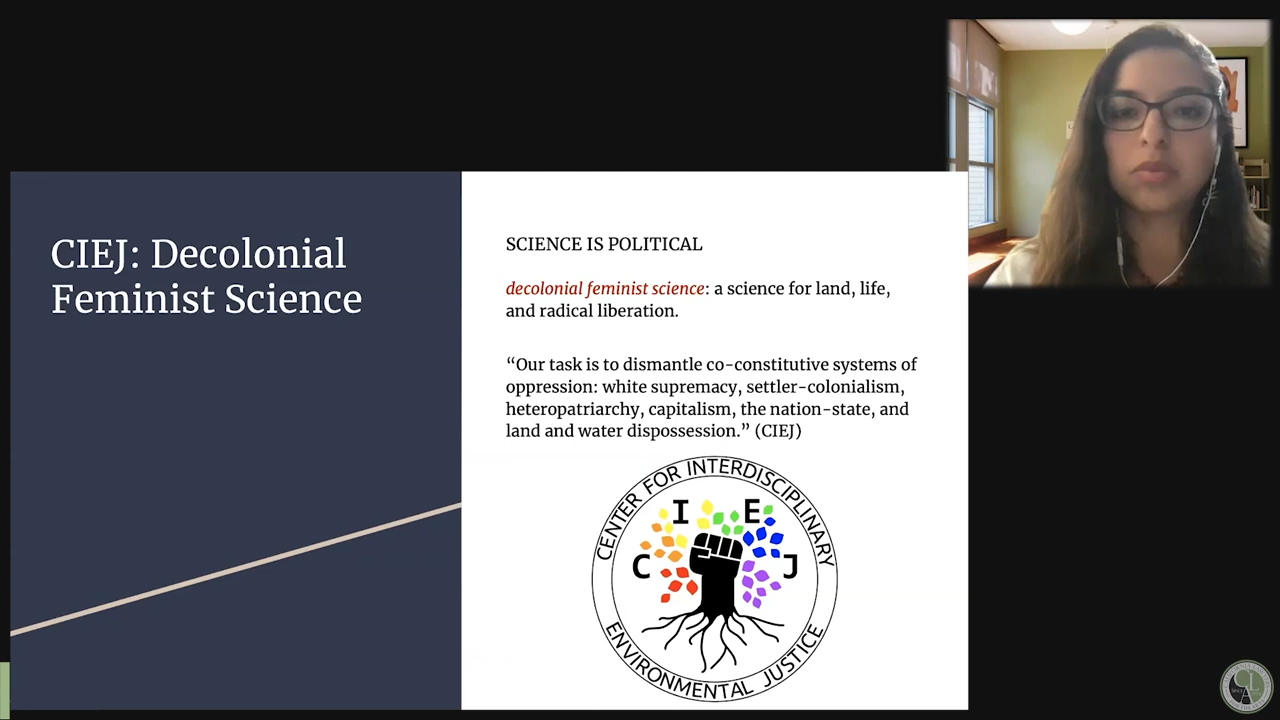 CIEJ: Decolonial
Feminist Science
SCIENCE IS POLITICAL
decolonial feminist science: a science for land, life,
and radical liberation.
“Our task is to dismantle co-constitutive systems of
oppression: white supremacy, settler-colonialism,
heteropatriarchy, capitalism, the nation-state, and
land and water dispossession.” (CIEJ)
CENTER FOR INTERDISCIPLINARY
C I E J
ENVIRONMENTAL JUSTICE